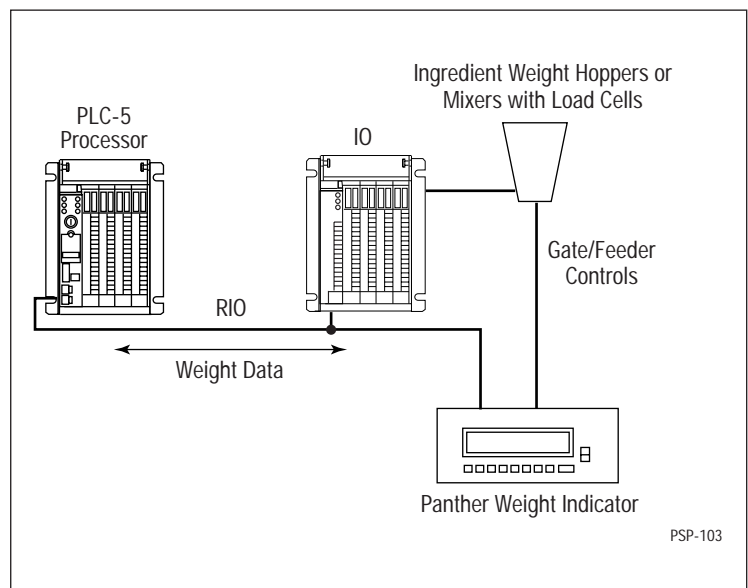 Ingredient Weight Hoppers or
Mixers with Load Cells
PLC-5
Processor
IO
Gate/Feeder
Controls
RIO
Weight Data
Panther Weight Indicator
PSP-103